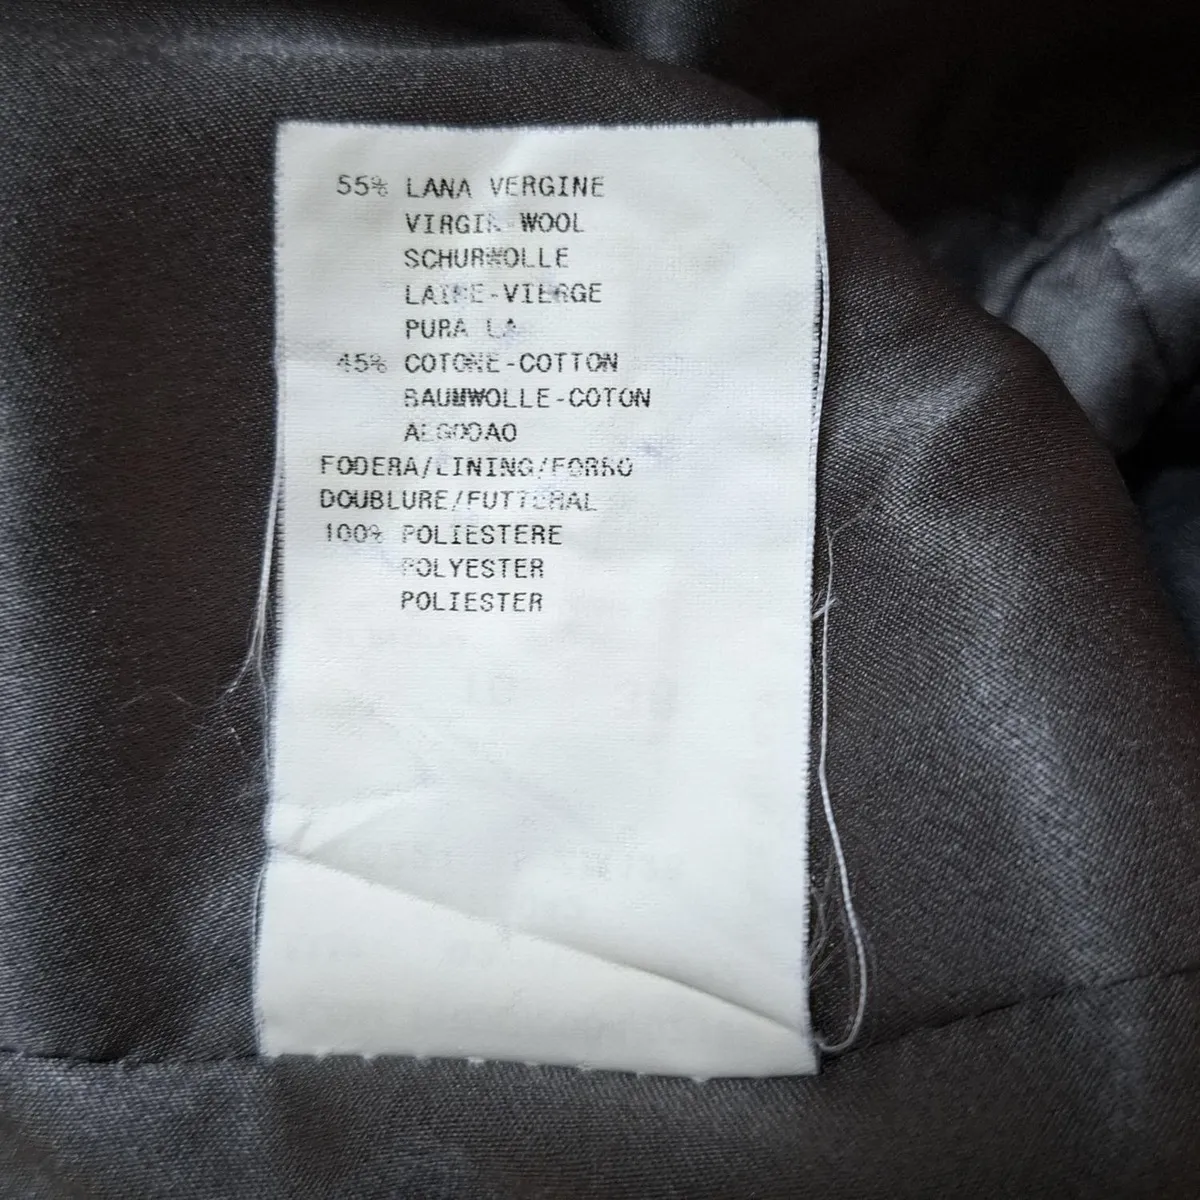 55% LANA VERGINE
VIRGIN-WOOL
SCHURWOLLE
LAINE-VIERGE
PURA LA
45% COTONE-COTTON
BAUMWOLLE-COTON
ALGODAO
FODERA/LINING/FORRO
DOUBLURE/FUTTERAL
100% POLIESTERE
POLYESTER
POLIESTER